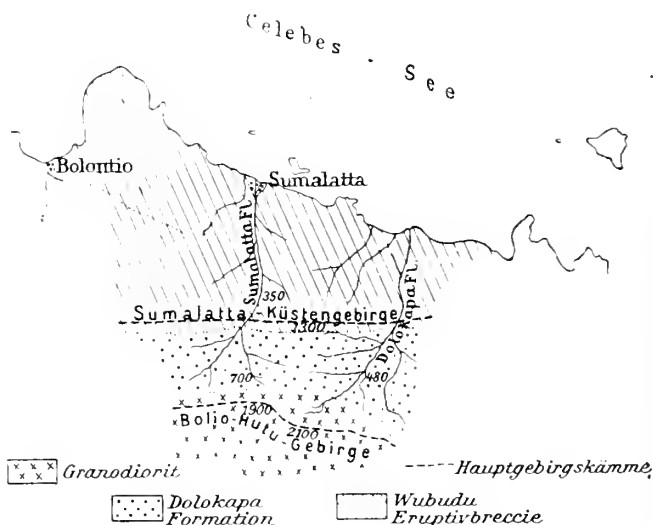 Celebes - See
Bolontio
Sumalatta
Sumalatta Fl.
350
Sumalatta-Küstengebirge
1300
Dolokapa Fl.
700
480
1900
Bolio-Hutu-Gebirge
2100
Granodiorit
Hauptgebirgskämme
Dolokapa
Formation
Wubudu
Eruptivbreccie